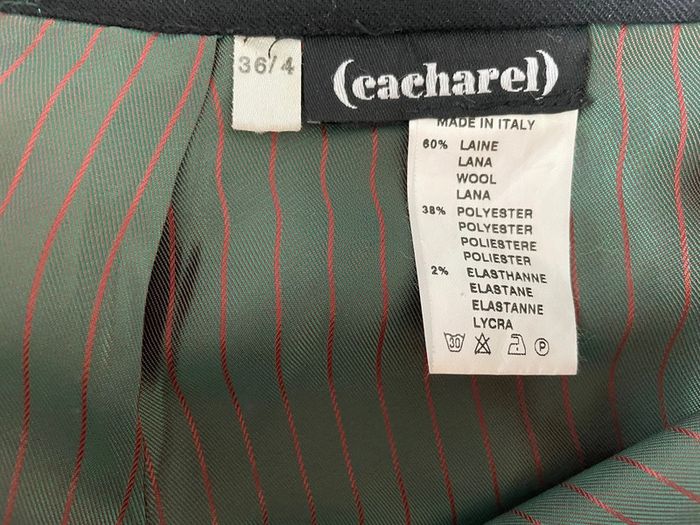 36/4
(cacharel)
MADE IN ITALY
60% LAINE
LANA
WOOL
LANA
38% POLYESTER
POLYESTER
POLIESTERE
POLIESTER
2% ELASTHANNE
ELASTANE
ELASTANNE
LYCRA
30 P